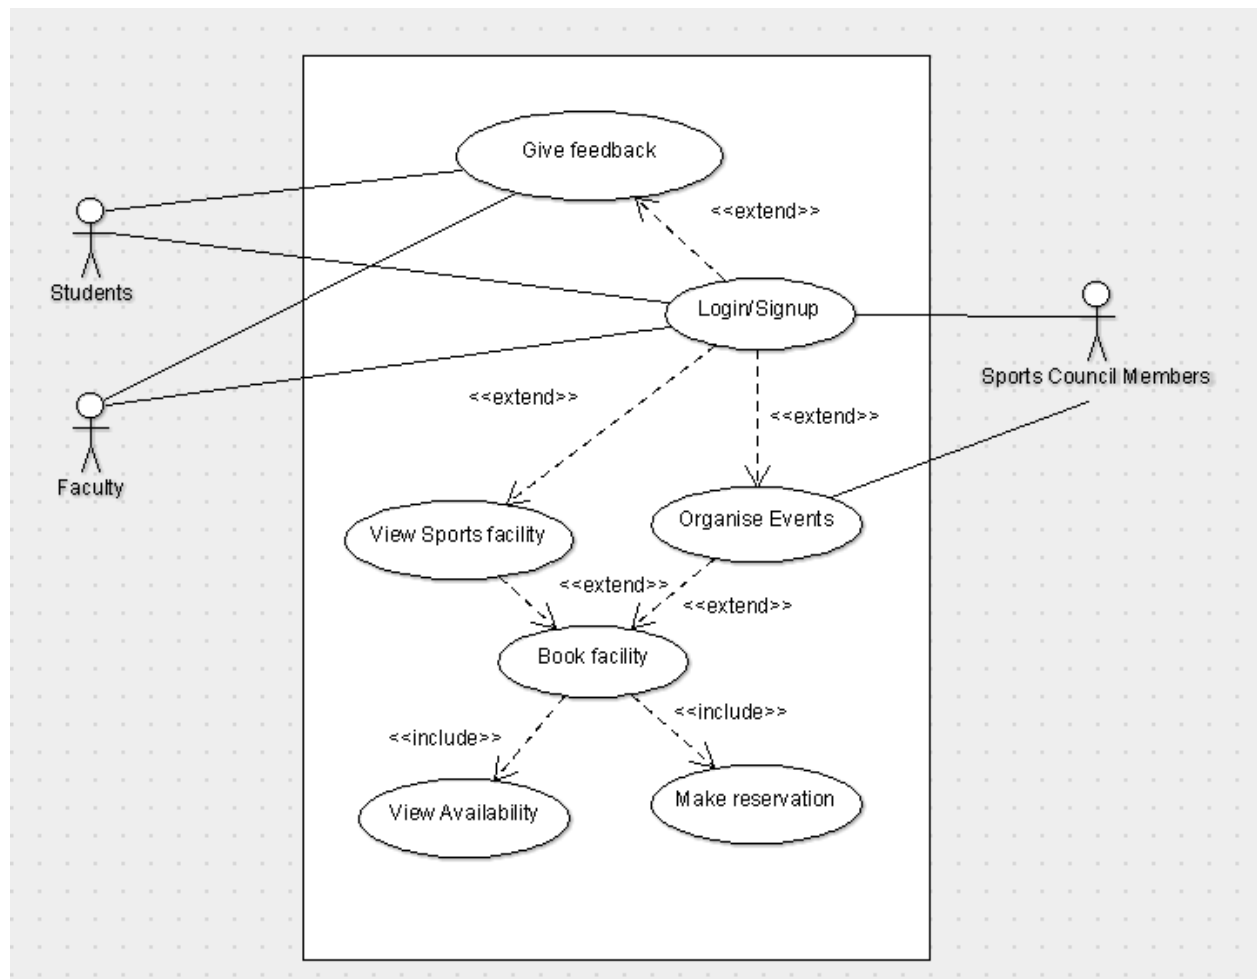 Give feedback
<<extend>>
Students
Login/Signup
Sports Council Members
<<extend>>
<<extend>>
Faculty
View Sports facility
Organise Events
<<extend>>
<<extend>>
Book facility
<<include>>
<<include>>
View Availability
Make reservation